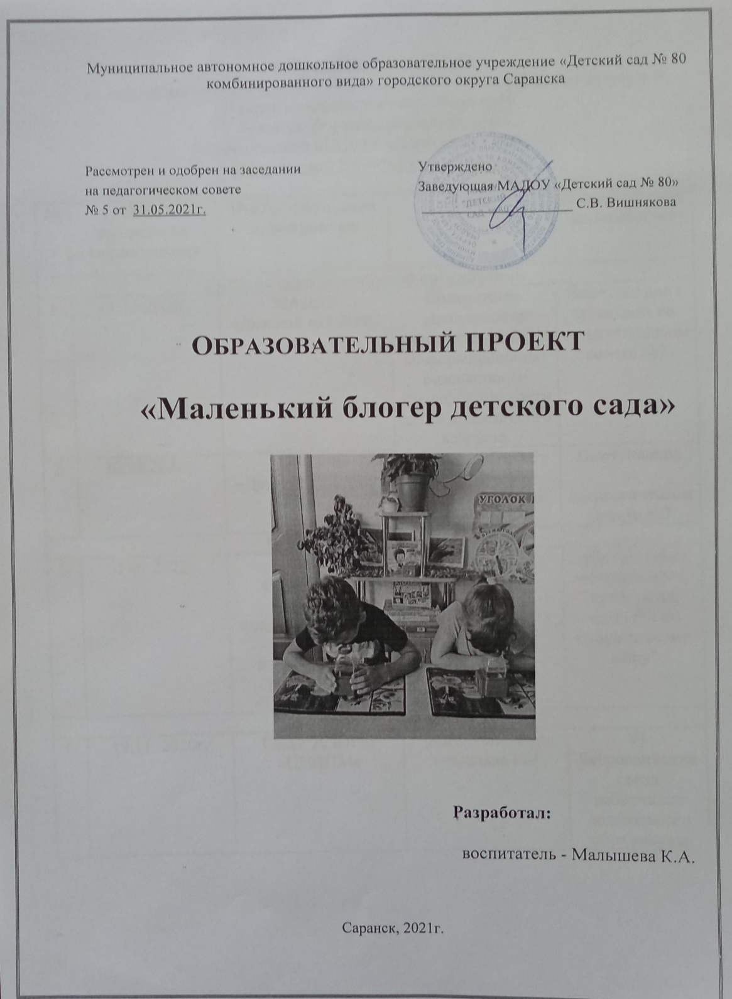 Муниципальное автономное дошкольное образовательное учреждение «Детский сад № 80
комбинированного вида» городского округа Саранска
Рассмотрен и одобрен на заседании
на педагогическом совете
№ 5 от 31.05.2021г.
Утверждено
Заведующая МАДОУ «Детский сад № 80»
С.В. Вишнякова
"ДЕТСКИЙ
САД
ОБРАЗОВАТЕЛЬНЫЙ ПРОЕКТ
«Маленький блогер детского сада»
УГОЛОК
Разработал:
воспитатель - Малышева К.А.
Саранск, 2021г.